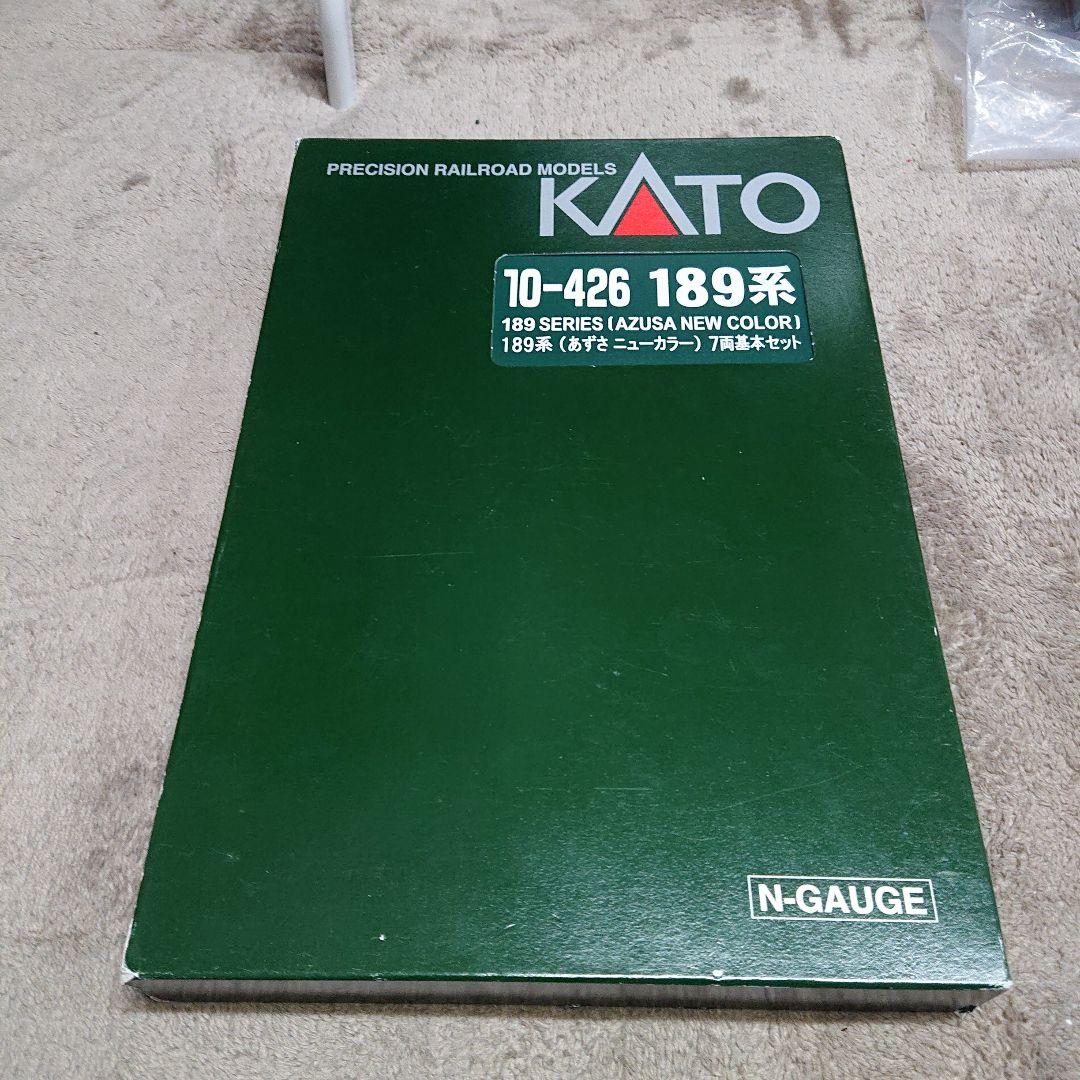 PRECISION RAILROAD MODELS
KATO
10-426 189系
189 SERIES (AZUSA NEW COLOR)
189系 (あずさ ニューカラー) 7両基本セット
N-GAUGE